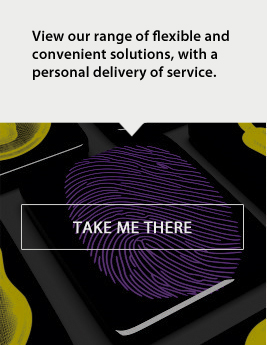 View our range of flexible and
convenient solutions, with a
personal delivery of service.
TAKE ME THERE